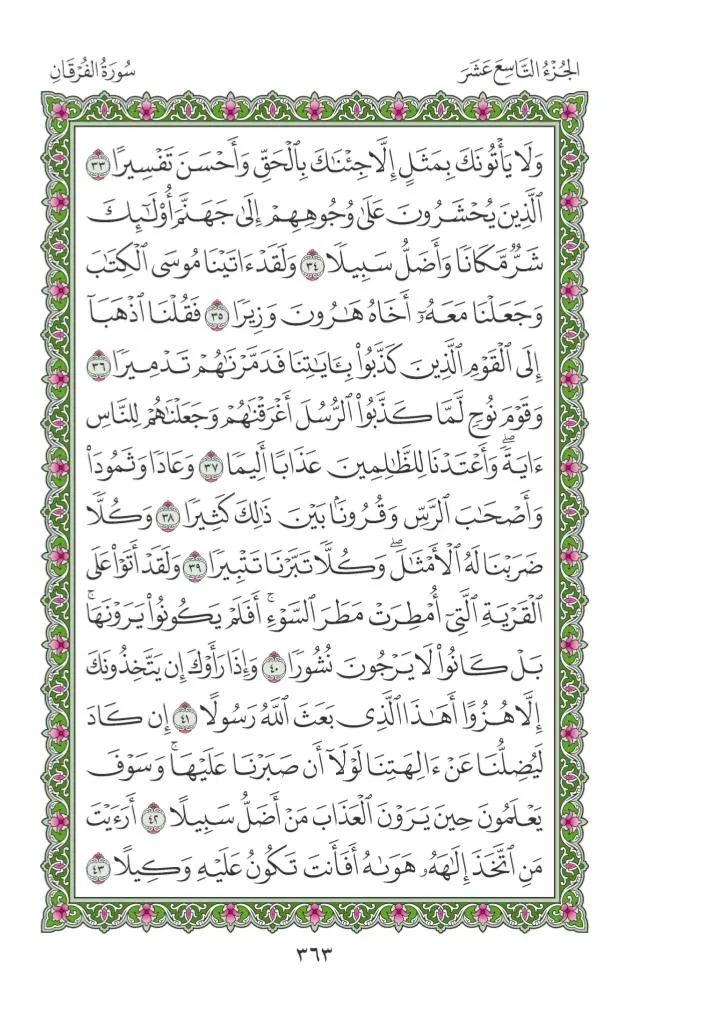 الجُزْءُ التَّاسِعَ عَشَرَ
سُورَةُ الفُرْقَانِ
وَلَا يَأْتُونَكَ بِمَثَلٍ إِلَّا جِئْنَٰكَ بِٱلْحَقِّ وَأَحْسَنَ تَفْسِيرًا ٣٣
ٱلَّذِينَ يُحْشَرُونَ عَلَىٰ وُجُوهِهِمْ إِلَىٰ جَهَنَّمَ أُوْلَٰٓئِكَ
شَرٌّ مَّكَانًا وَأَضَلُّ سَبِيلًا ٣٤ وَلَقَدْ ءَاتَيْنَا مُوسَى ٱلْكِتَٰبَ
وَجَعَلْنَا مَعَهُۥٓ أَخَاهُ هَٰرُونَ وَزِيرًا ٣٥ فَقُلْنَا ٱذْهَبَآ
إِلَى ٱلْقَوْمِ ٱلَّذِينَ كَذَّبُوا۟ بِـَٔايَٰتِنَا فَدَمَّرْنَٰهُمْ تَدْمِيرًا ٣٦
وَقَوْمَ نُوحٍ لَّمَّا كَذَّبُوا۟ ٱلرُّسُلَ أَغْرَقْنَٰهُمْ وَجَعَلْنَٰهُمْ لِلنَّاسِ
ءَايَةً ۖ وَأَعْتَدْنَا لِلظَّٰلِمِينَ عَذَابًا أَلِيمًا ٣٧ وَعَادًا وَثَمُودَا۟
وَأَصْحَٰبَ ٱلرَّسِّ وَقُرُونًۢا بَيْنَ ذَٰلِكَ كَثِيرًا ٣٨ وَكُلًّا
ضَرَبْنَا لَهُ ٱلْأَمْثَٰلَ ۖ وَكُلًّا تَبَّرْنَا تَتْبِيرًا ٣٩ وَلَقَدْ أَتَوْا۟ عَلَى
ٱلْقَرْيَةِ ٱلَّتِىٓ أُمْطِرَتْ مَطَرَ ٱلسَّوْءِ ۚ أَفَلَمْ يَكُونُوا۟ يَرَوْنَهَا ۚ
بَلْ كَانُوا۟ لَا يَرْجُونَ نُشُورًا ٤٠ وَإِذَا رَأَوْكَ إِن يَتَّخِذُونَكَ
إِلَّا هُزُوًا أَهَٰذَا ٱلَّذِى بَعَثَ ٱللَّهُ رَسُولًا ٤١ إِن كَادَ
لَيُضِلُّنَا عَنْ ءَالِهَتِنَا لَوْلَآ أَن صَبَرْنَا عَلَيْهَا ۚ وَسَوْفَ
يَعْلَمُونَ حِينَ يَرَوْنَ ٱلْعَذَابَ مَنْ أَضَلُّ سَبِيلًا ٤٢ أَرَءَيْتَ
مَنِ ٱتَّخَذَ إِلَٰهَهُۥ هَوَىٰهُ أَفَأَنتَ تَكُونُ عَلَيْهِ وَكِيلًا ٤٣
٣٦٣